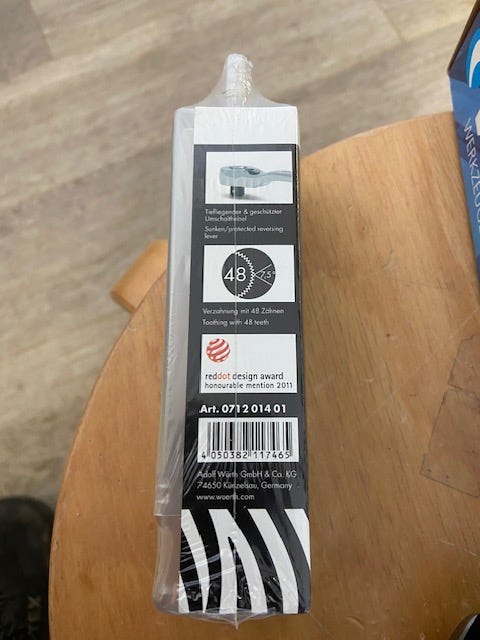 Tiefliegender & geschützter
Umschalthebel
Sunken/protected reversing
lever
48
7,5°
Verzahnung mit 48 Zähnen
Toothing with 48 teeth
reddot design award
honourable mention 2011
Art. 0712 014 01
4 050382 117465
Adolf Würth GmbH & Co. KG
74650 Künzelsau, Germany
www.wuerth.com
WERKZEUG